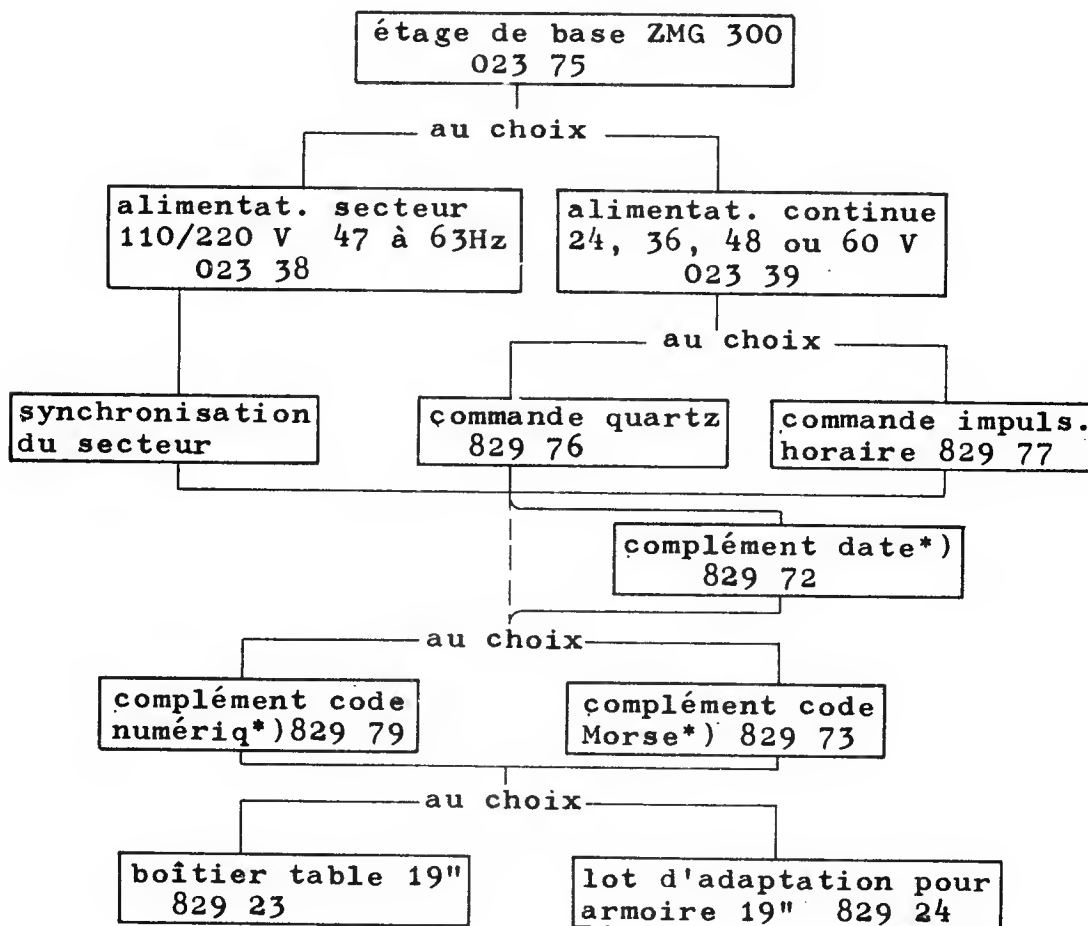 étage de base ZMG 300
023 75
au choix
alimentat. secteur
110/220 V 47 à 63Hz
023 38
alimentat. continue
24, 36, 48 ou 60 V
023 39
au choix
synchronisation
du secteur
commande quartz
829 76
commande impuls.
horaire 829 77
complément date*)
829 72
au choix
complément code
numériq*)829 79
complément code
Morse*) 829 73
au choix
boîtier table 19"
829 23
lot d'adaptation pour
armoire 19" 829 24